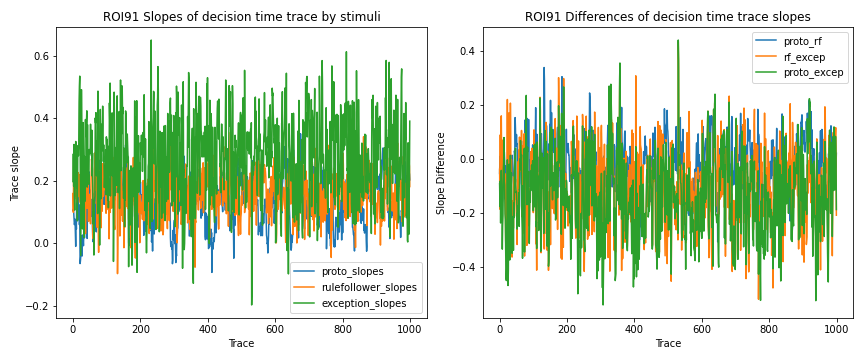 ROI91 Slopes of decision time trace by stimuli
Trace slope
0.6
0.4
0.2
0.0
−0.2
0
200
400
600
800
1000
Trace
proto_slopes
rulefollower_slopes
exception_slopes
ROI91 Differences of decision time trace slopes
Slope Difference
0.4
0.2
0.0
−0.2
−0.4
0
200
400
600
800
1000
Trace
proto_rf
rf_excep
proto_excep